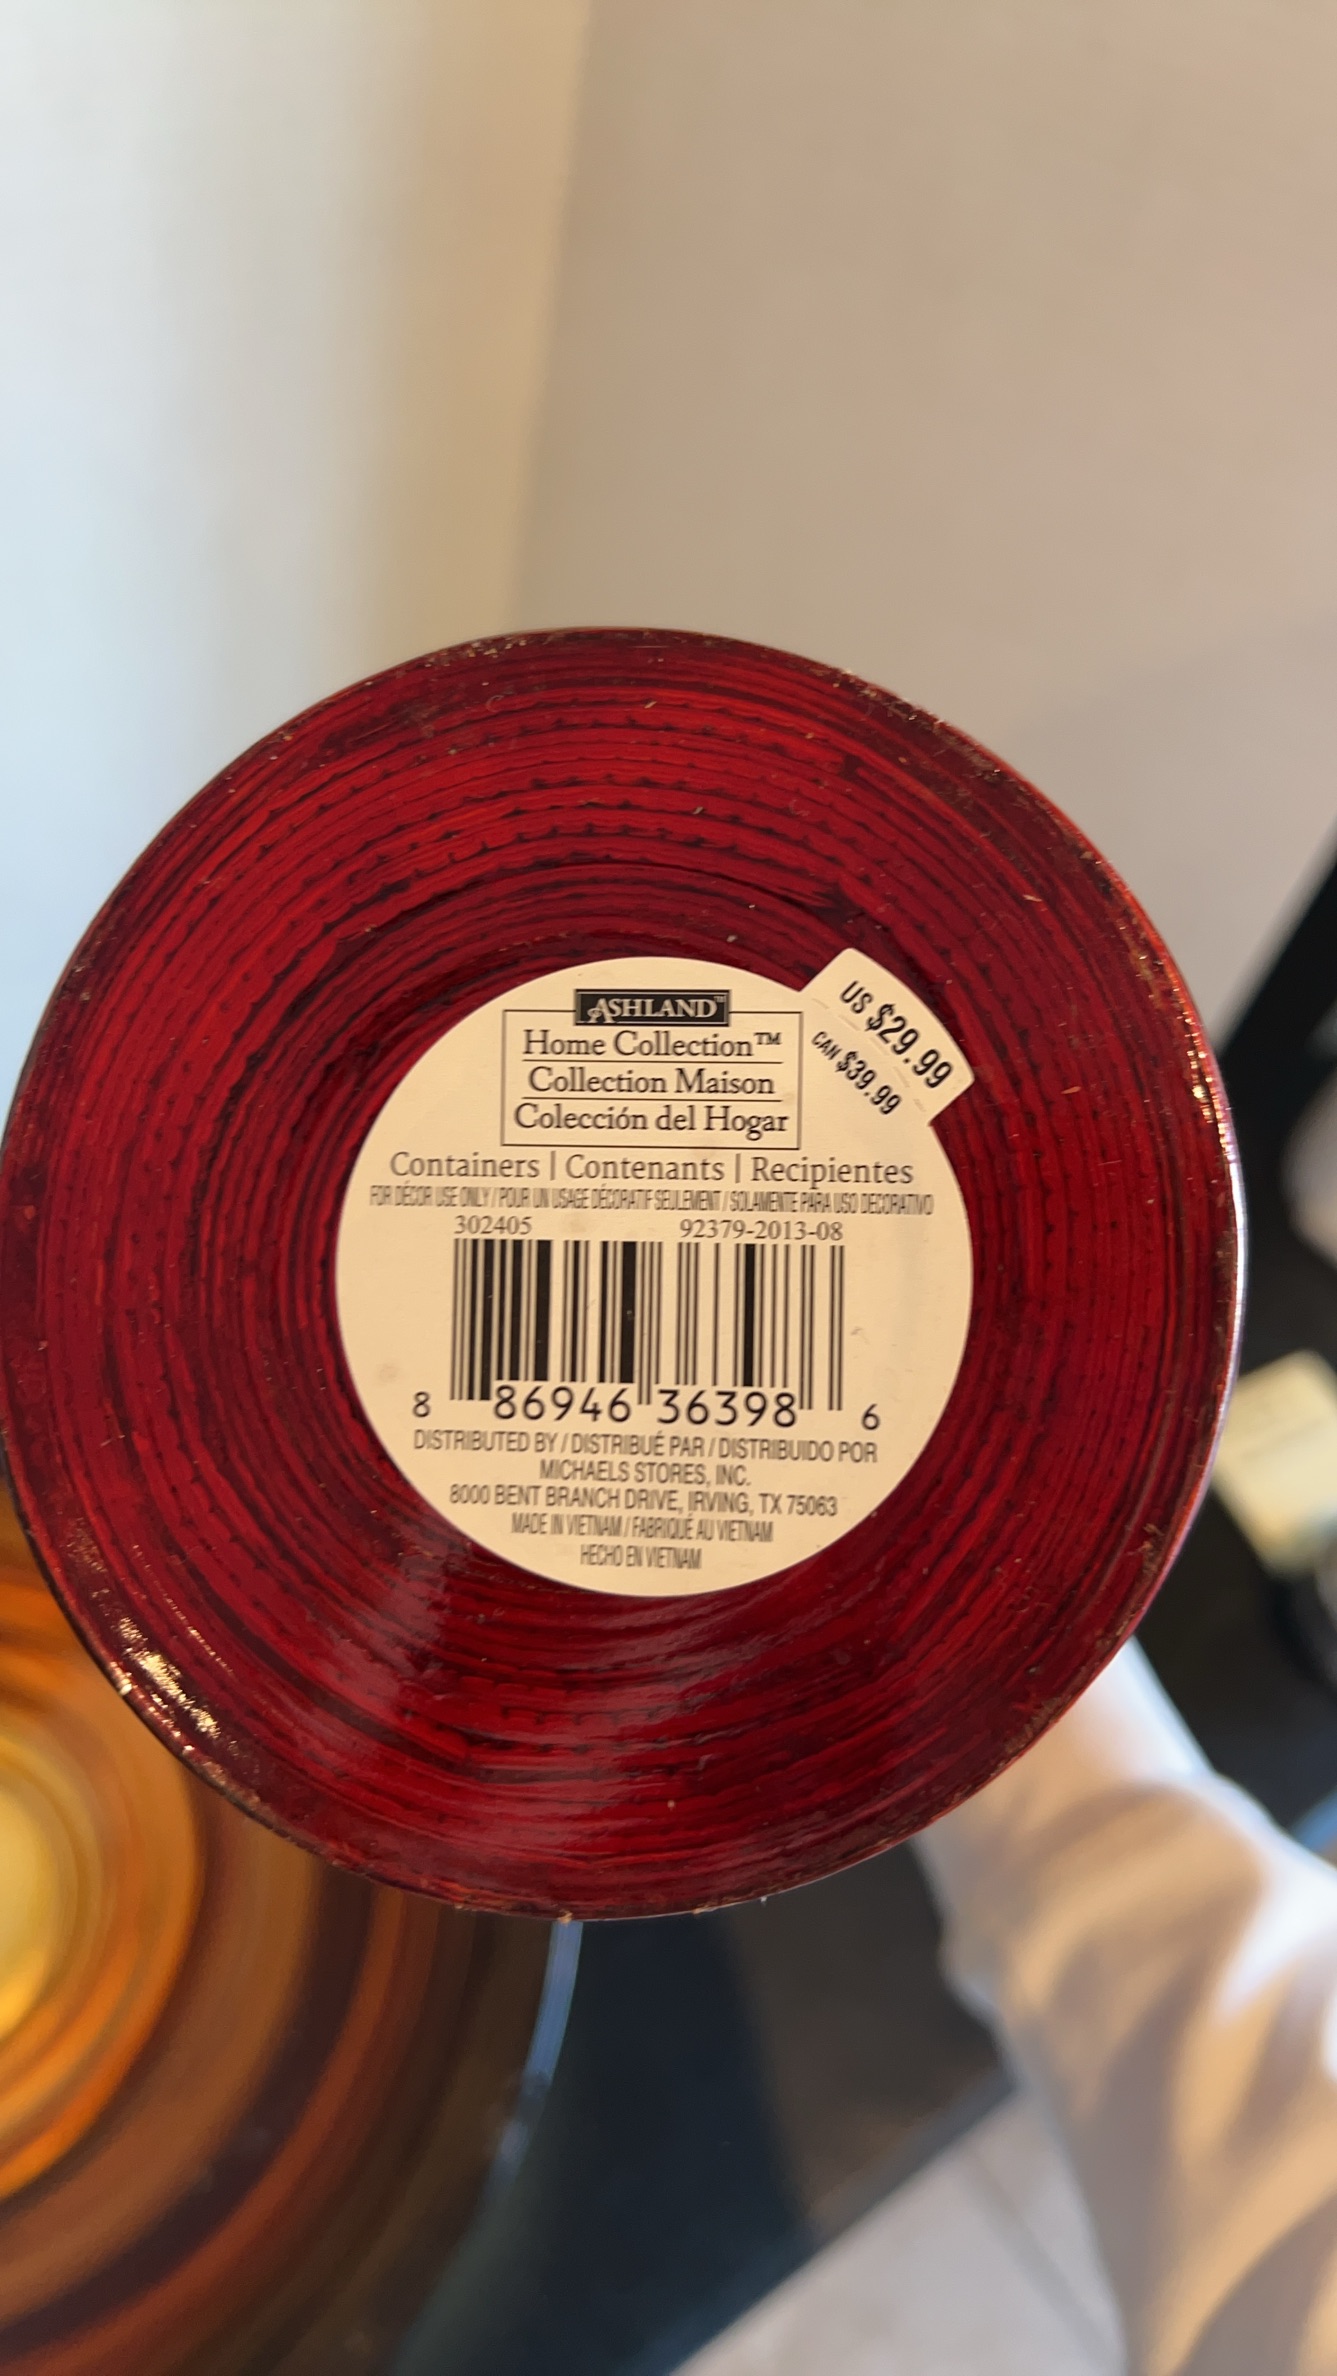 ASHLAND™
Home Collection™
Collection Maison
Colección del Hogar
US $29.99
CAN $39.99
Containers | Contenants | Recipientes
FOR DÉCOR USE ONLY / POUR UN USAGE DÉCORATIF SEULEMENT / SOLAMENTE PARA USO DECORATIVO
302405 92379-2013-08
8 86946 36398 6
DISTRIBUTED BY / DISTRIBUÉ PAR / DISTRIBUIDO POR
MICHAELS STORES, INC.
8000 BENT BRANCH DRIVE, IRVING, TX 75063
MADE IN VIETNAM / FABRIQUÉ AU VIETNAM
HECHO EN VIETNAM